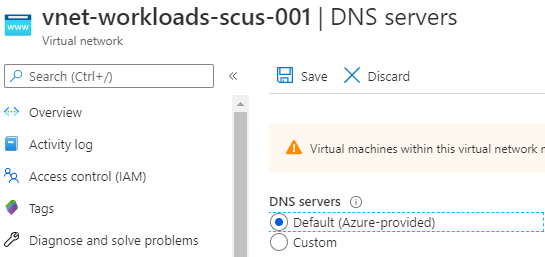 vnet-workloads-scus-001 | DNS servers
Virtual network
Search (Ctrl+/)
«
Save
Discard
Overview
Activity log
Access control (IAM)
Tags
Diagnose and solve problems
Virtual machines within this virtual network
DNS servers
Default (Azure-provided)
Custom